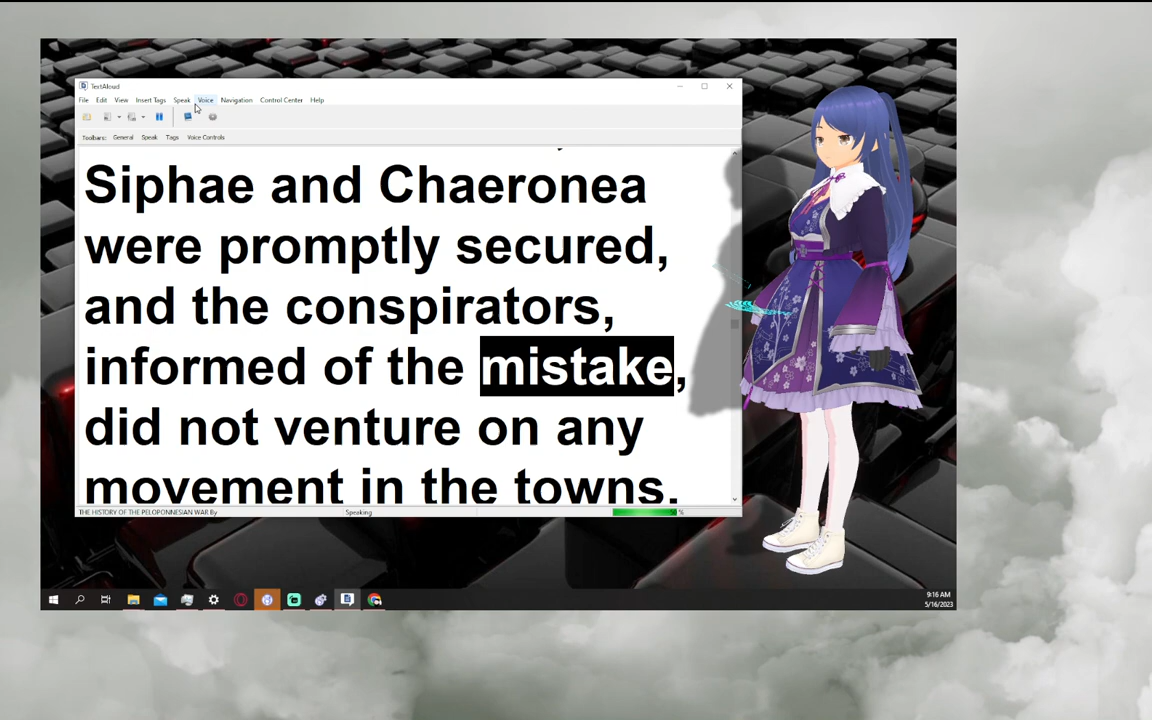 TextAloud
File Edit View Insert Tags Speak Voice Navigation Control Center Help
Toolbars: General Speak Tags Voice Controls
Siphae and Chaeronea
were promptly secured,
and the conspirators,
informed of the mistake,
did not venture on any
movement in the towns.
THE HISTORY OF THE PELOPONNESIAN WAR By Speaking %
9:16 AM
5/16/2023